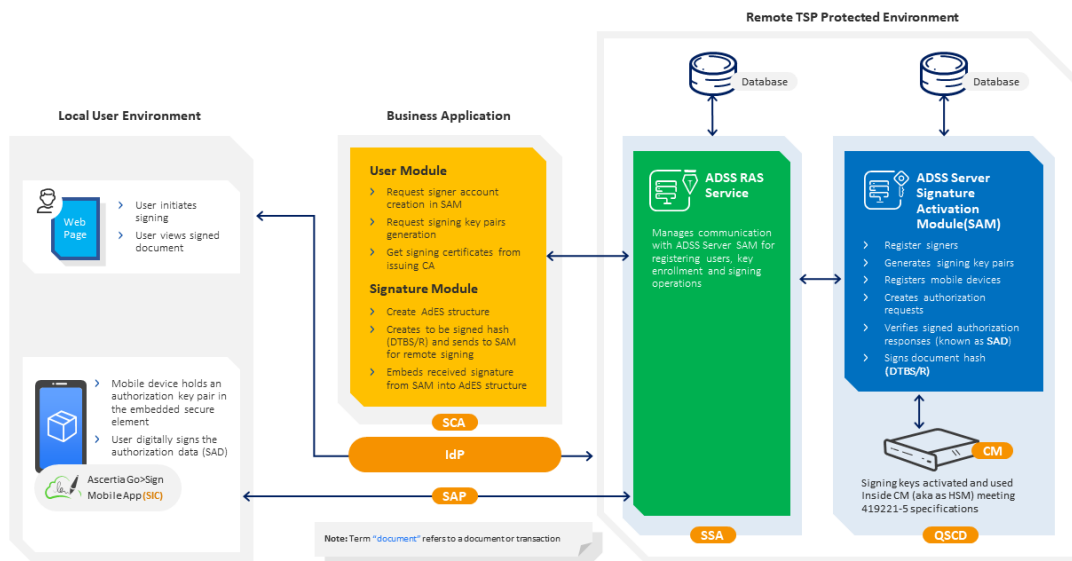 Remote TSP Protected Environment
Database
Database
Local User Environment
Web
Page
User initiates
signing
User views signed
document
Mobile device holds an
authorization key pair in
the embedded secure
element
User digitally signs the
authorization data (SAD)
Ascertia Go>Sign
Mobile App (SIC)
Business Application
User Module
Request signer account
creation in SAM
Request signing key pairs
generation
Get signing certificates from
issuing CA
Signature Module
Create AdES structure
Creates to be signed hash
(DTBS/R) and sends to SAM
for remote signing
Embeds received signature
from SAM into AdES structure
SCA
IdP
SAP
Note: Term “document” refers to a document or transaction
ADSS RAS
Service
Manages communication
with ADSS Server SAM for
registering users, key
enrollment and signing
operations
SSA
ADSS Server
Signature
Activation
Module(SAM)
Register signers
Generates signing key pairs
Registers mobile devices
Creates authorization
requests
Verifies signed authorization
responses (known as SAD)
Signs document hash
(DTBS/R)
CM
Signing keys activated and used
Inside CM (aka as HSM) meeting
419221-5 specifications
QSCD